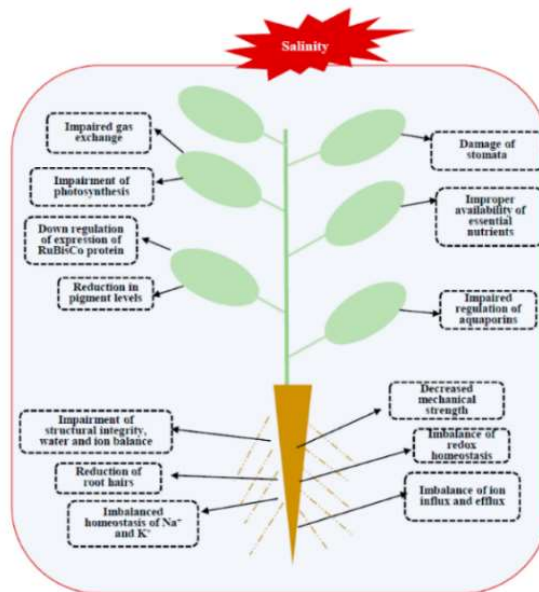 Salinity
Impaired gas
exchange
Impairment of
photosynthesis
Down regulation
of expression of
RuBisCo protein
Reduction in
pigment levels
Damage of
stomata
Improper
availability of
essential
nutrients
Impaired
regulation of
aquaporins
Impairment of
structural integrity,
water and ion balance
Reduction of
root hairs
Imbalanced
homeostasis of Na⁺
and K⁺
Decreased
mechanical
strength
Imbalance of
redox
homeostasis
Imbalance of ion
influx and efflux